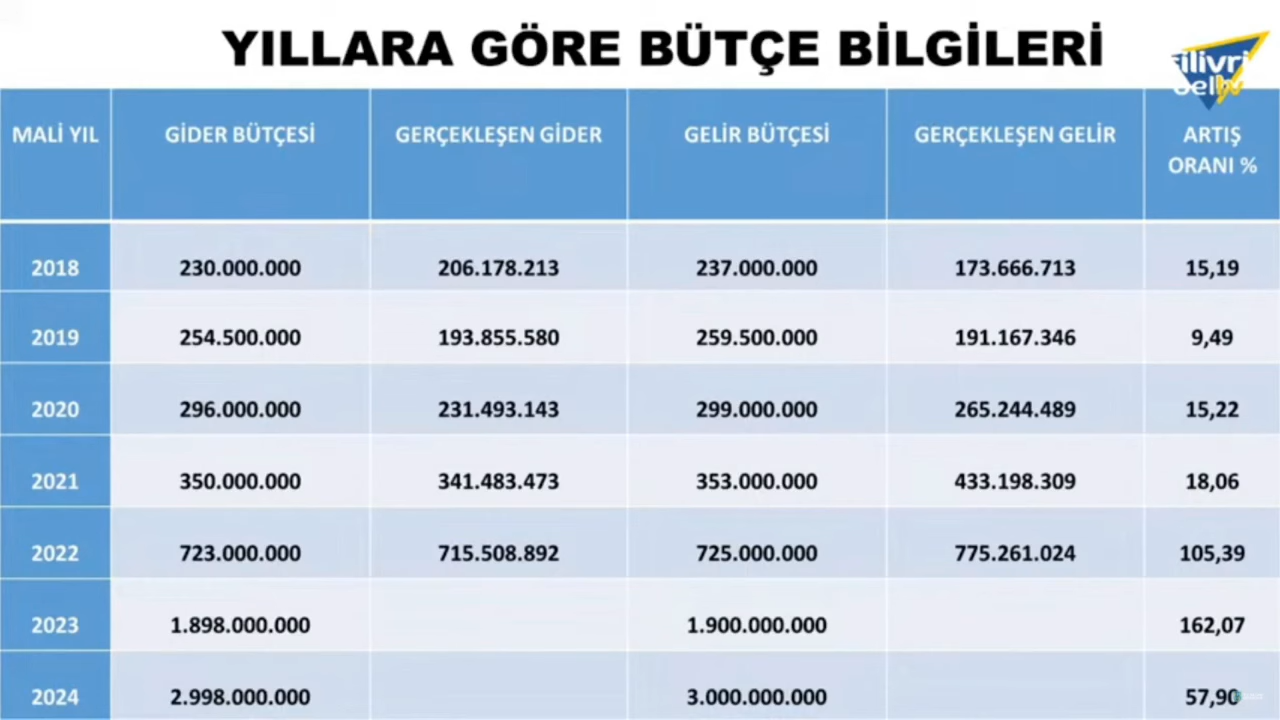 YILLARA GÖRE BÜTÇE BİLGİLERİ
silivri
MALİ YIL GİDER BÜTÇESİ GERÇEKLEŞEN GİDER GELİR BÜTÇESİ GERÇEKLEŞEN GELİR ARTIŞ
ORANI %
2018 230.000.000 206.178.213 237.000.000 173.666.713 15,19
2019 254.500.000 193.855.580 259.500.000 191.167.346 9,49
2020 296.000.000 231.493.143 299.000.000 265.244.489 15,22
2021 350.000.000 341.483.473 353.000.000 433.198.309 18,06
2022 723.000.000 715.508.892 725.000.000 775.261.024 105,39
2023 1.898.000.000 1.900.000.000 162,07
2024 2.998.000.000 3.000.000.000 57,90